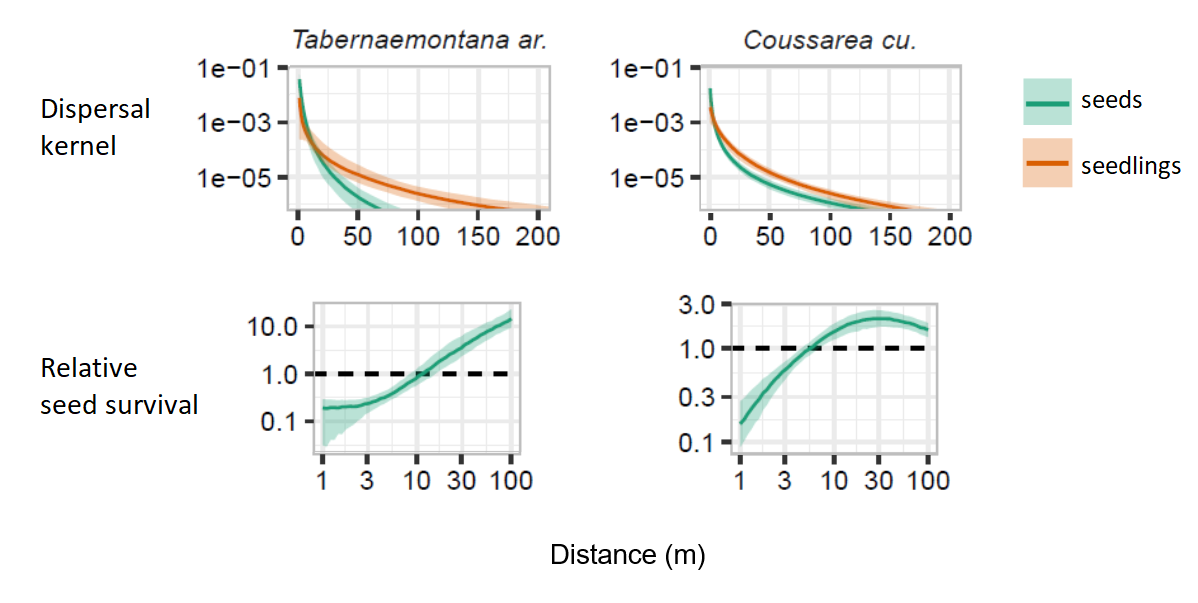 Tabernaemontana ar.
Coussarea cu.
Dispersal
kernel
1e−01
1e−03
1e−05
0 50 100 150 200
1e−01
1e−03
1e−05
0 50 100 150 200
seeds
seedlings
Relative
seed survival
10.0
1.0
0.1
1 3 10 30 100
3.0
1.0
0.3
0.1
1 3 10 30 100
Distance (m)